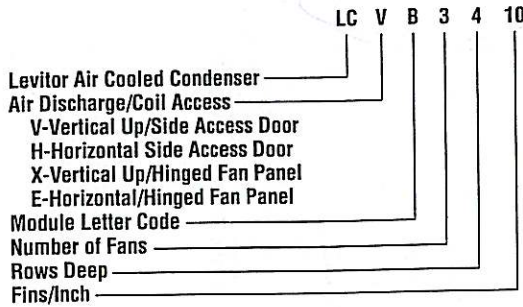 LC V B 3 4 10
Levitor Air Cooled Condenser
Air Discharge/Coil Access
V-Vertical Up/Side Access Door
H-Horizontal Side Access Door
X-Vertical Up/Hinged Fan Panel
E-Horizontal/Hinged Fan Panel
Module Letter Code
Number of Fans
Rows Deep
Fins/Inch